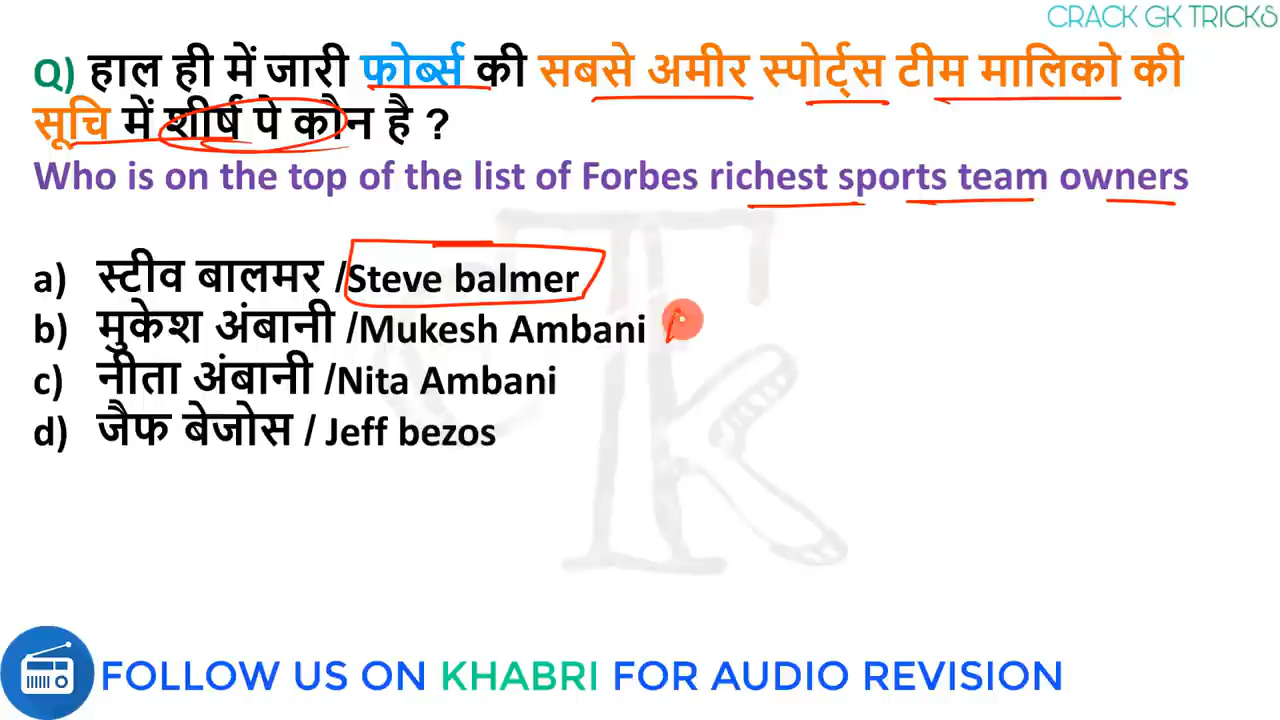 CRACK GK TRICKS
Q) हाल ही में जारी फोर्ब्स की सबसे अमीर स्पोर्ट्स टीम मालिको की
सूचि में शीर्ष पे कौन है ?
Who is on the top of the list of Forbes richest sports team owners
a) स्टीव बालमर /Steve balmer
b) मुकेश अंबानी /Mukesh Ambani
c) नीता अंबानी /Nita Ambani
d) जैफ बेजोस / Jeff bezos
FOLLOW US ON KHABRI FOR AUDIO REVISION